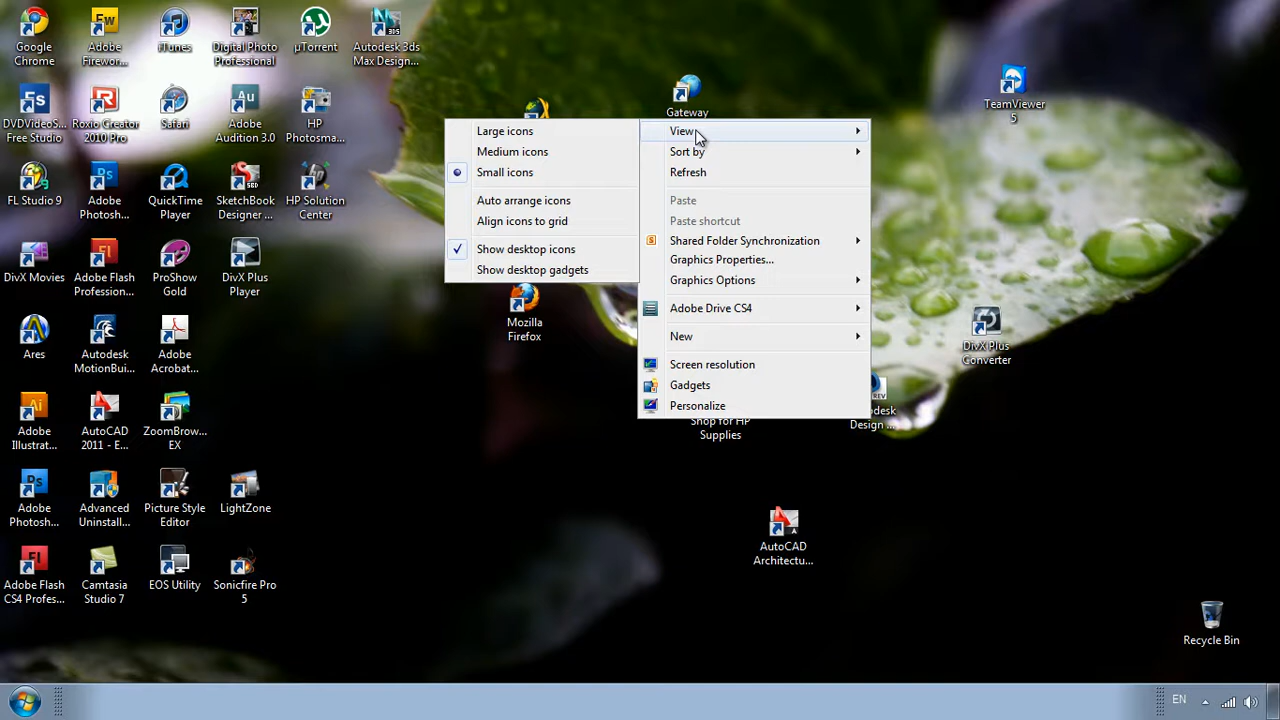 Google
Chrome
Adobe
Firewor...
iTunes
Digital Photo
Professional
µTorrent
Autodesk 3ds
Max Design...
Gateway
TeamViewer
5
DVDVideoS...
Free Studio
Roxio Creator
2010 Pro
Safari
Adobe
Audition 3.0
HP
Photosma...
FL Studio 9
Adobe
Photosh...
QuickTime
Player
SketchBook
Designer ...
HP Solution
Center
DivX Movies
Adobe Flash
Profession...
ProShow
Gold
DivX Plus
Player
Ares
Autodesk
MotionBui...
Adobe
Acrobat...
Adobe
Illustrat...
AutoCAD
2011 - E...
ZoomBrow...
EX
Adobe
Photosh...
Advanced
Uninstall...
Picture Style
Editor
LightZone
Adobe Flash
CS4 Profes...
Camtasia
Studio 7
EOS Utility
Sonicfire Pro
5
Large icons
Medium icons
Small icons
Auto arrange icons
Align icons to grid
Show desktop icons
Show desktop gadgets
View
Sort by
Refresh
Paste
Paste shortcut
Shared Folder Synchronization
Graphics Properties...
Graphics Options
Adobe Drive CS4
New
Screen resolution
Gadgets
Personalize
Mozilla
Firefox
DivX Plus
Converter
Shop for HP
Supplies
Design ...
AutoCAD
Architectu...
Recycle Bin
EN